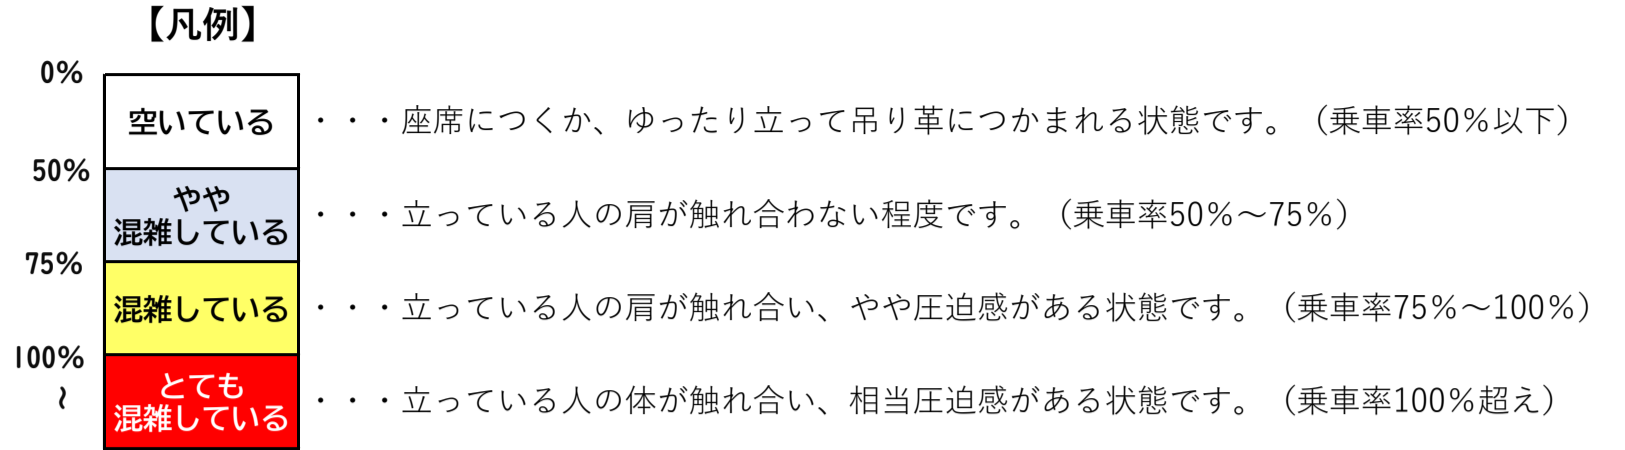 【凡例】
0%
空いている ・・・座席につくか、ゆったり立って吊り革につかまれる状態です。（乗車率50%以下）
50%
やや
混雑している ・・・立っている人の肩が触れ合わない程度です。（乗車率50%～75%）
75%
混雑している ・・・立っている人の肩が触れ合い、やや圧迫感がある状態です。（乗車率75%～100%）
100%
～
とても
混雑している ・・・立っている人の体が触れ合い、相当圧迫感がある状態です。（乗車率100%超え）